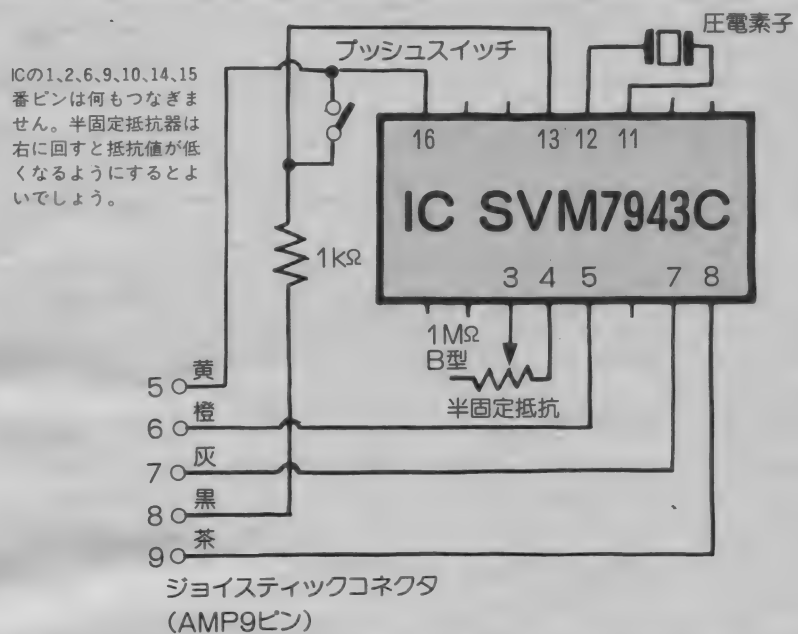 ICの1、2、6、9、10、14、15
番ピンは何もつなぎま
せん。半固定抵抗器は
右に回すと抵抗値が低
くなるようにするとよ
いでしょう。
プッシュスイッチ
圧電素子
16 13 12 11
IC SVM7943C
3 4 5 7 8
1kΩ
1MΩ
B型
半固定抵抗
5 黄
6 橙
7 灰
8 黒
9 茶
ジョイスティックコネクタ
(AMP9ピン)